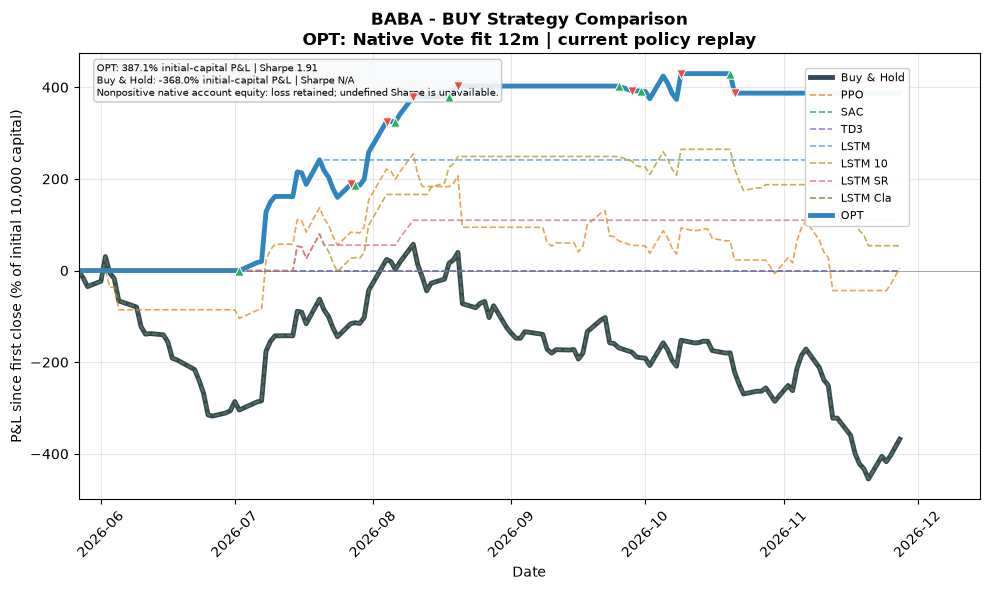 BABA - BUY Strategy Comparison
OPT: Native Vote fit 12m | current policy replay
OPT: 387.1% initial-capital P&L | Sharpe 1.91
Buy & Hold: -368.0% initial-capital P&L | Sharpe N/A
Nonpositive native account equity: loss retained; undefined Sharpe is unavailable.
Buy & Hold
PPO
SAC
TD3
LSTM
LSTM 10
LSTM SR
LSTM Cla
OPT
P&L since first close (% of initial 10,000 capital)
400
200
0
−200
−400
2026-06
2026-07
2026-08
2026-09
2026-10
2026-11
2026-12
Date